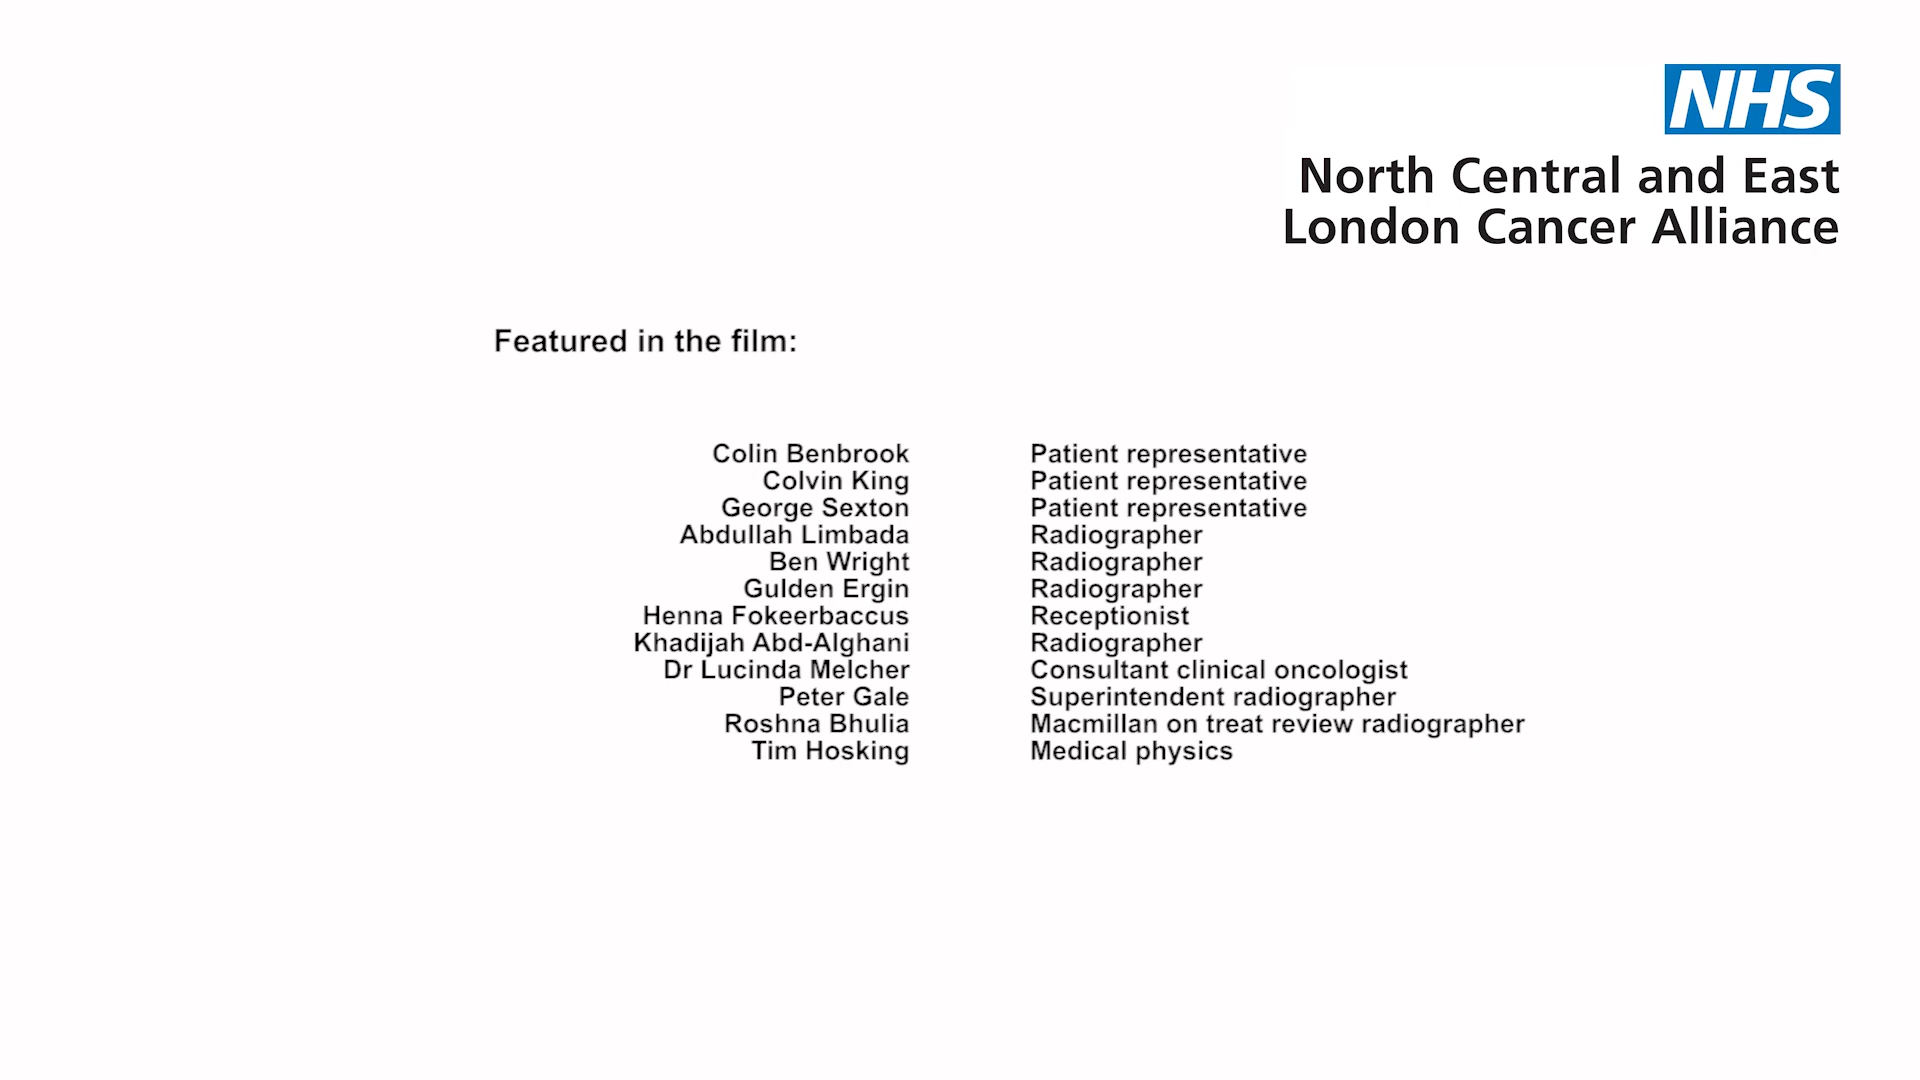 NHS
North Central and East
London Cancer Alliance
Featured in the film:
Colin Benbrook Patient representative
Colvin King Patient representative
George Sexton Patient representative
Abdullah Limbada Radiographer
Ben Wright Radiographer
Gulden Ergin Radiographer
Henna Fokeerbaccus Receptionist
Khadijah Abd-Alghani Radiographer
Dr Lucinda Melcher Consultant clinical oncologist
Peter Gale Superintendent radiographer
Roshna Bhulia Macmillan on treat review radiographer
Tim Hosking Medical physics